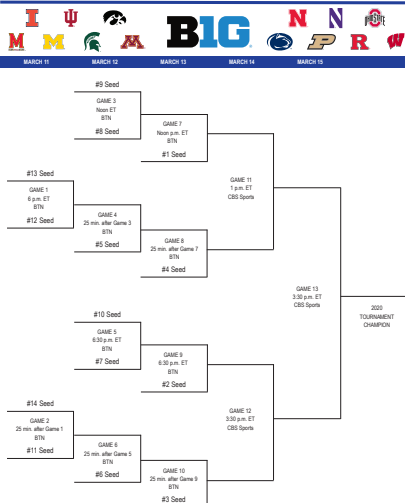 B1G
MARCH 11
MARCH 12
MARCH 13
MARCH 14
MARCH 15
#9 Seed
GAME 3
Noon ET
BTN
#8 Seed
GAME 7
Noon p.m. ET
BTN
#1 Seed
GAME 11
1 p.m. ET
CBS Sports
#13 Seed
GAME 1
6 p.m. ET
BTN
#12 Seed
GAME 4
25 min. after Game 3
BTN
#5 Seed
GAME 8
25 min. after Game 7
BTN
#4 Seed
GAME 13
3:30 p.m. ET
CBS Sports
2020
TOURNAMENT
CHAMPION
#10 Seed
GAME 5
6:30 p.m. ET
BTN
#7 Seed
GAME 9
6:30 p.m. ET
BTN
#2 Seed
GAME 12
3:30 p.m. ET
CBS Sports
#14 Seed
GAME 2
25 min. after Game 1
BTN
#11 Seed
GAME 6
25 min. after Game 5
BTN
#6 Seed
GAME 10
25 min. after Game 9
BTN
#3 Seed